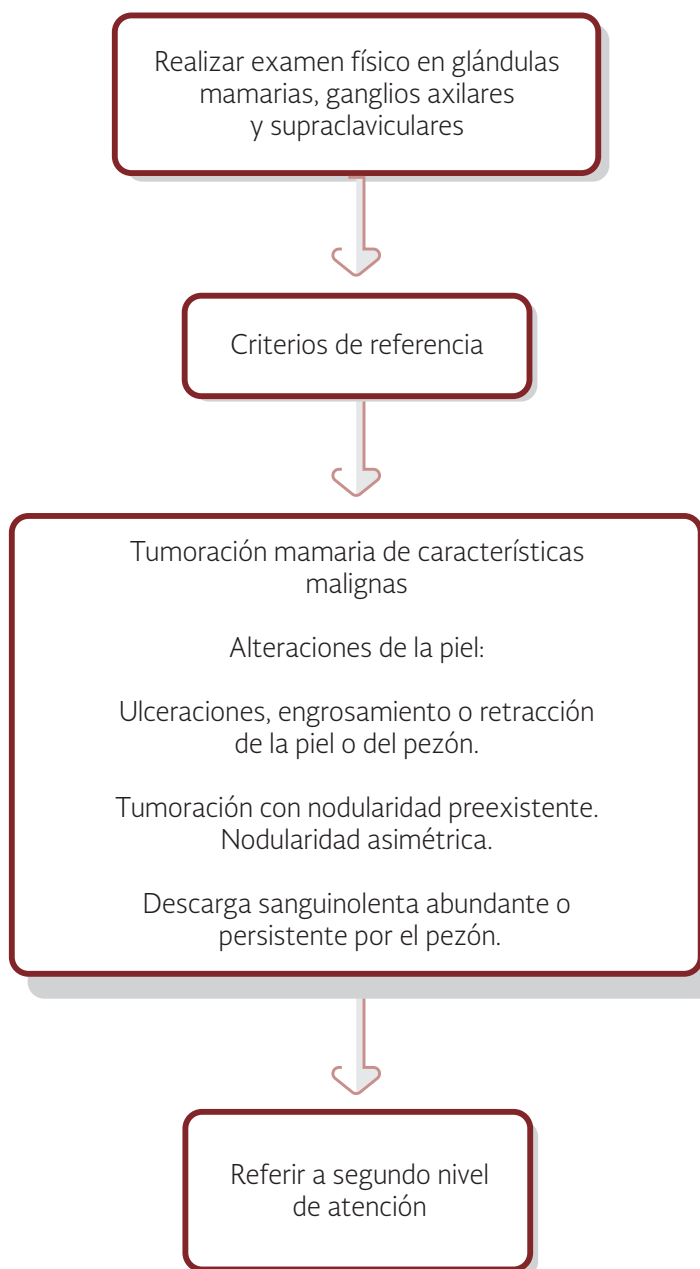 Realizar examen físico en glándulas
mamarias, ganglios axilares
y supraclaviculares
Criterios de referencia
Tumoración mamaria de características
malignas
Alteraciones de la piel:
Ulceraciones, engrosamiento o retracción
de la piel o del pezón.
Tumoración con nodularidad preexistente.
Nodularidad asimétrica.
Descarga sanguinolenta abundante o
persistente por el pezón.
Referir a segundo nivel
de atención